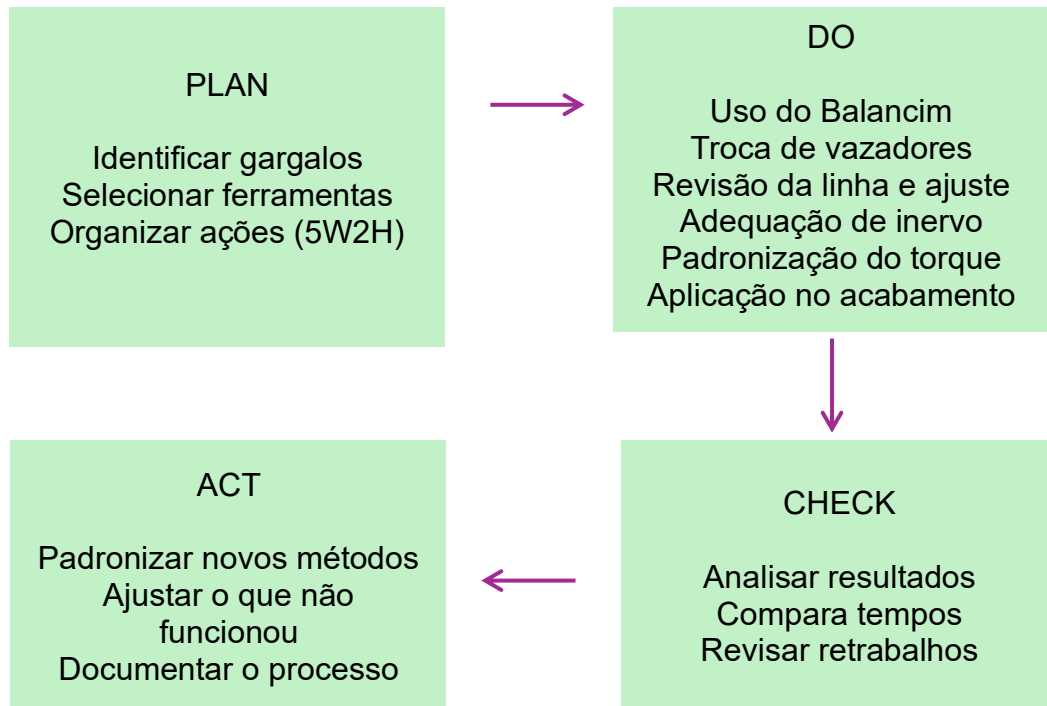 PLAN
Identificar gargalos
Selecionar ferramentas
Organizar ações (5W2H)
DO
Uso do Balancim
Troca de vazadores
Revisão da linha e ajuste
Adequação de inervo
Padronização do torque
Aplicação no acabamento
CHECK
Analisar resultados
Compara tempos
Revisar retrabalhos
ACT
Padronizar novos métodos
Ajustar o que não
funcionou
Documentar o processo